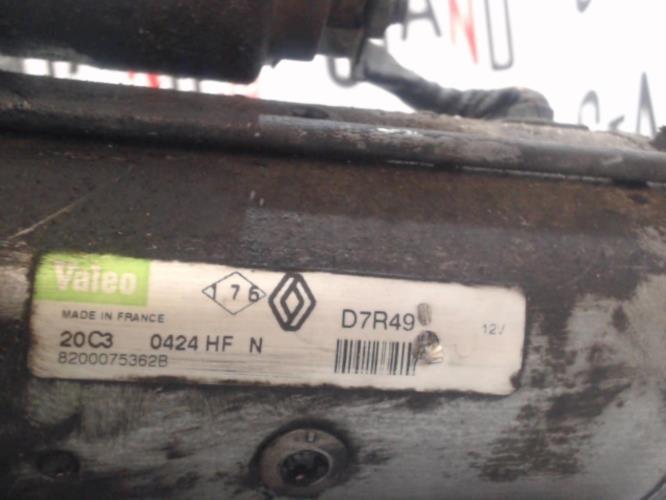 Valeo
176
MADE IN FRANCE
D7R49
12V
20C3 0424 HF N
8200075362B